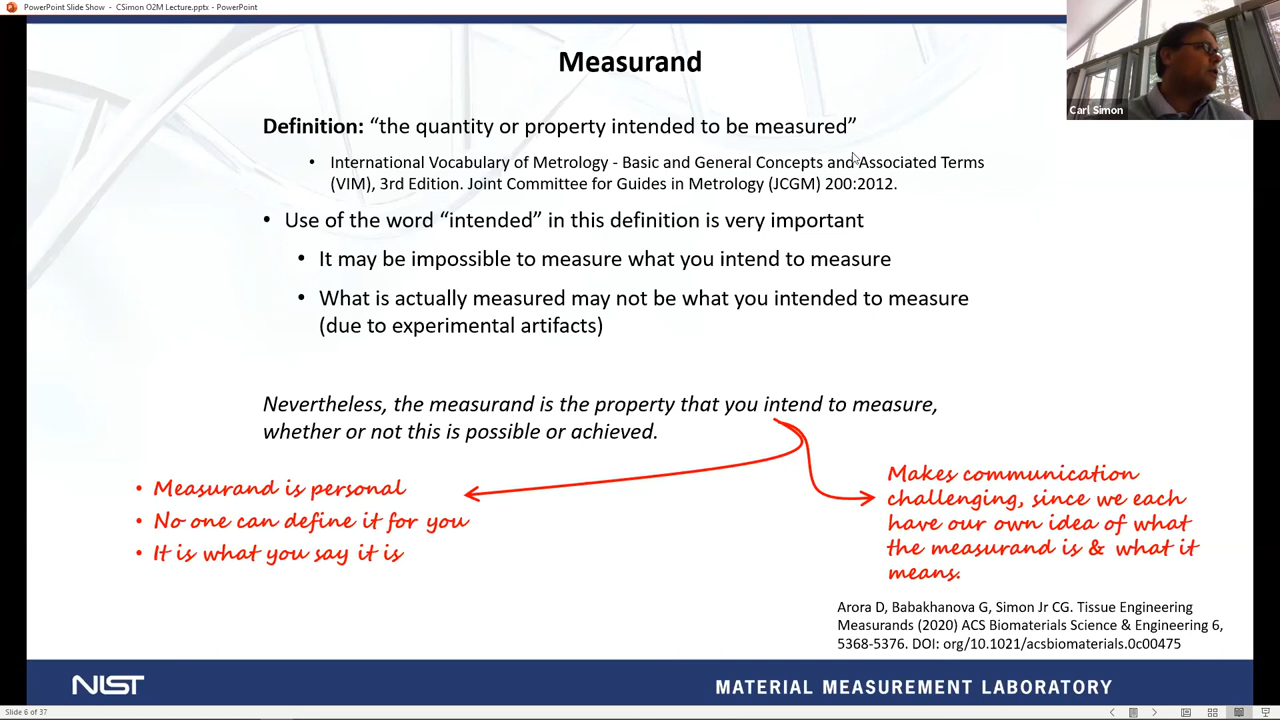 PowerPoint Slide Show - CSimon O2M Lecture.pptx - PowerPoint
Carl Simon
Measurand
Definition: “the quantity or property intended to be measured”
• International Vocabulary of Metrology - Basic and General Concepts and Associated Terms
(VIM), 3rd Edition. Joint Committee for Guides in Metrology (JCGM) 200:2012.
• Use of the word “intended” in this definition is very important
• It may be impossible to measure what you intend to measure
• What is actually measured may not be what you intended to measure
(due to experimental artifacts)
Nevertheless, the measurand is the property that you intend to measure,
whether or not this is possible or achieved.
• Measurand is personal
• No one can define it for you
• It is what you say it is
Makes communication
challenging, since we each
have our own idea of what
the measurand is & what it
means.
Arora D, Babakhanova G, Simon Jr CG. Tissue Engineering
Measurands (2020) ACS Biomaterials Science & Engineering 6,
5368-5376. DOI: org/10.1021/acsbiomaterials.0c00475
NIST
MATERIAL MEASUREMENT LABORATORY
Slide 6 of 37